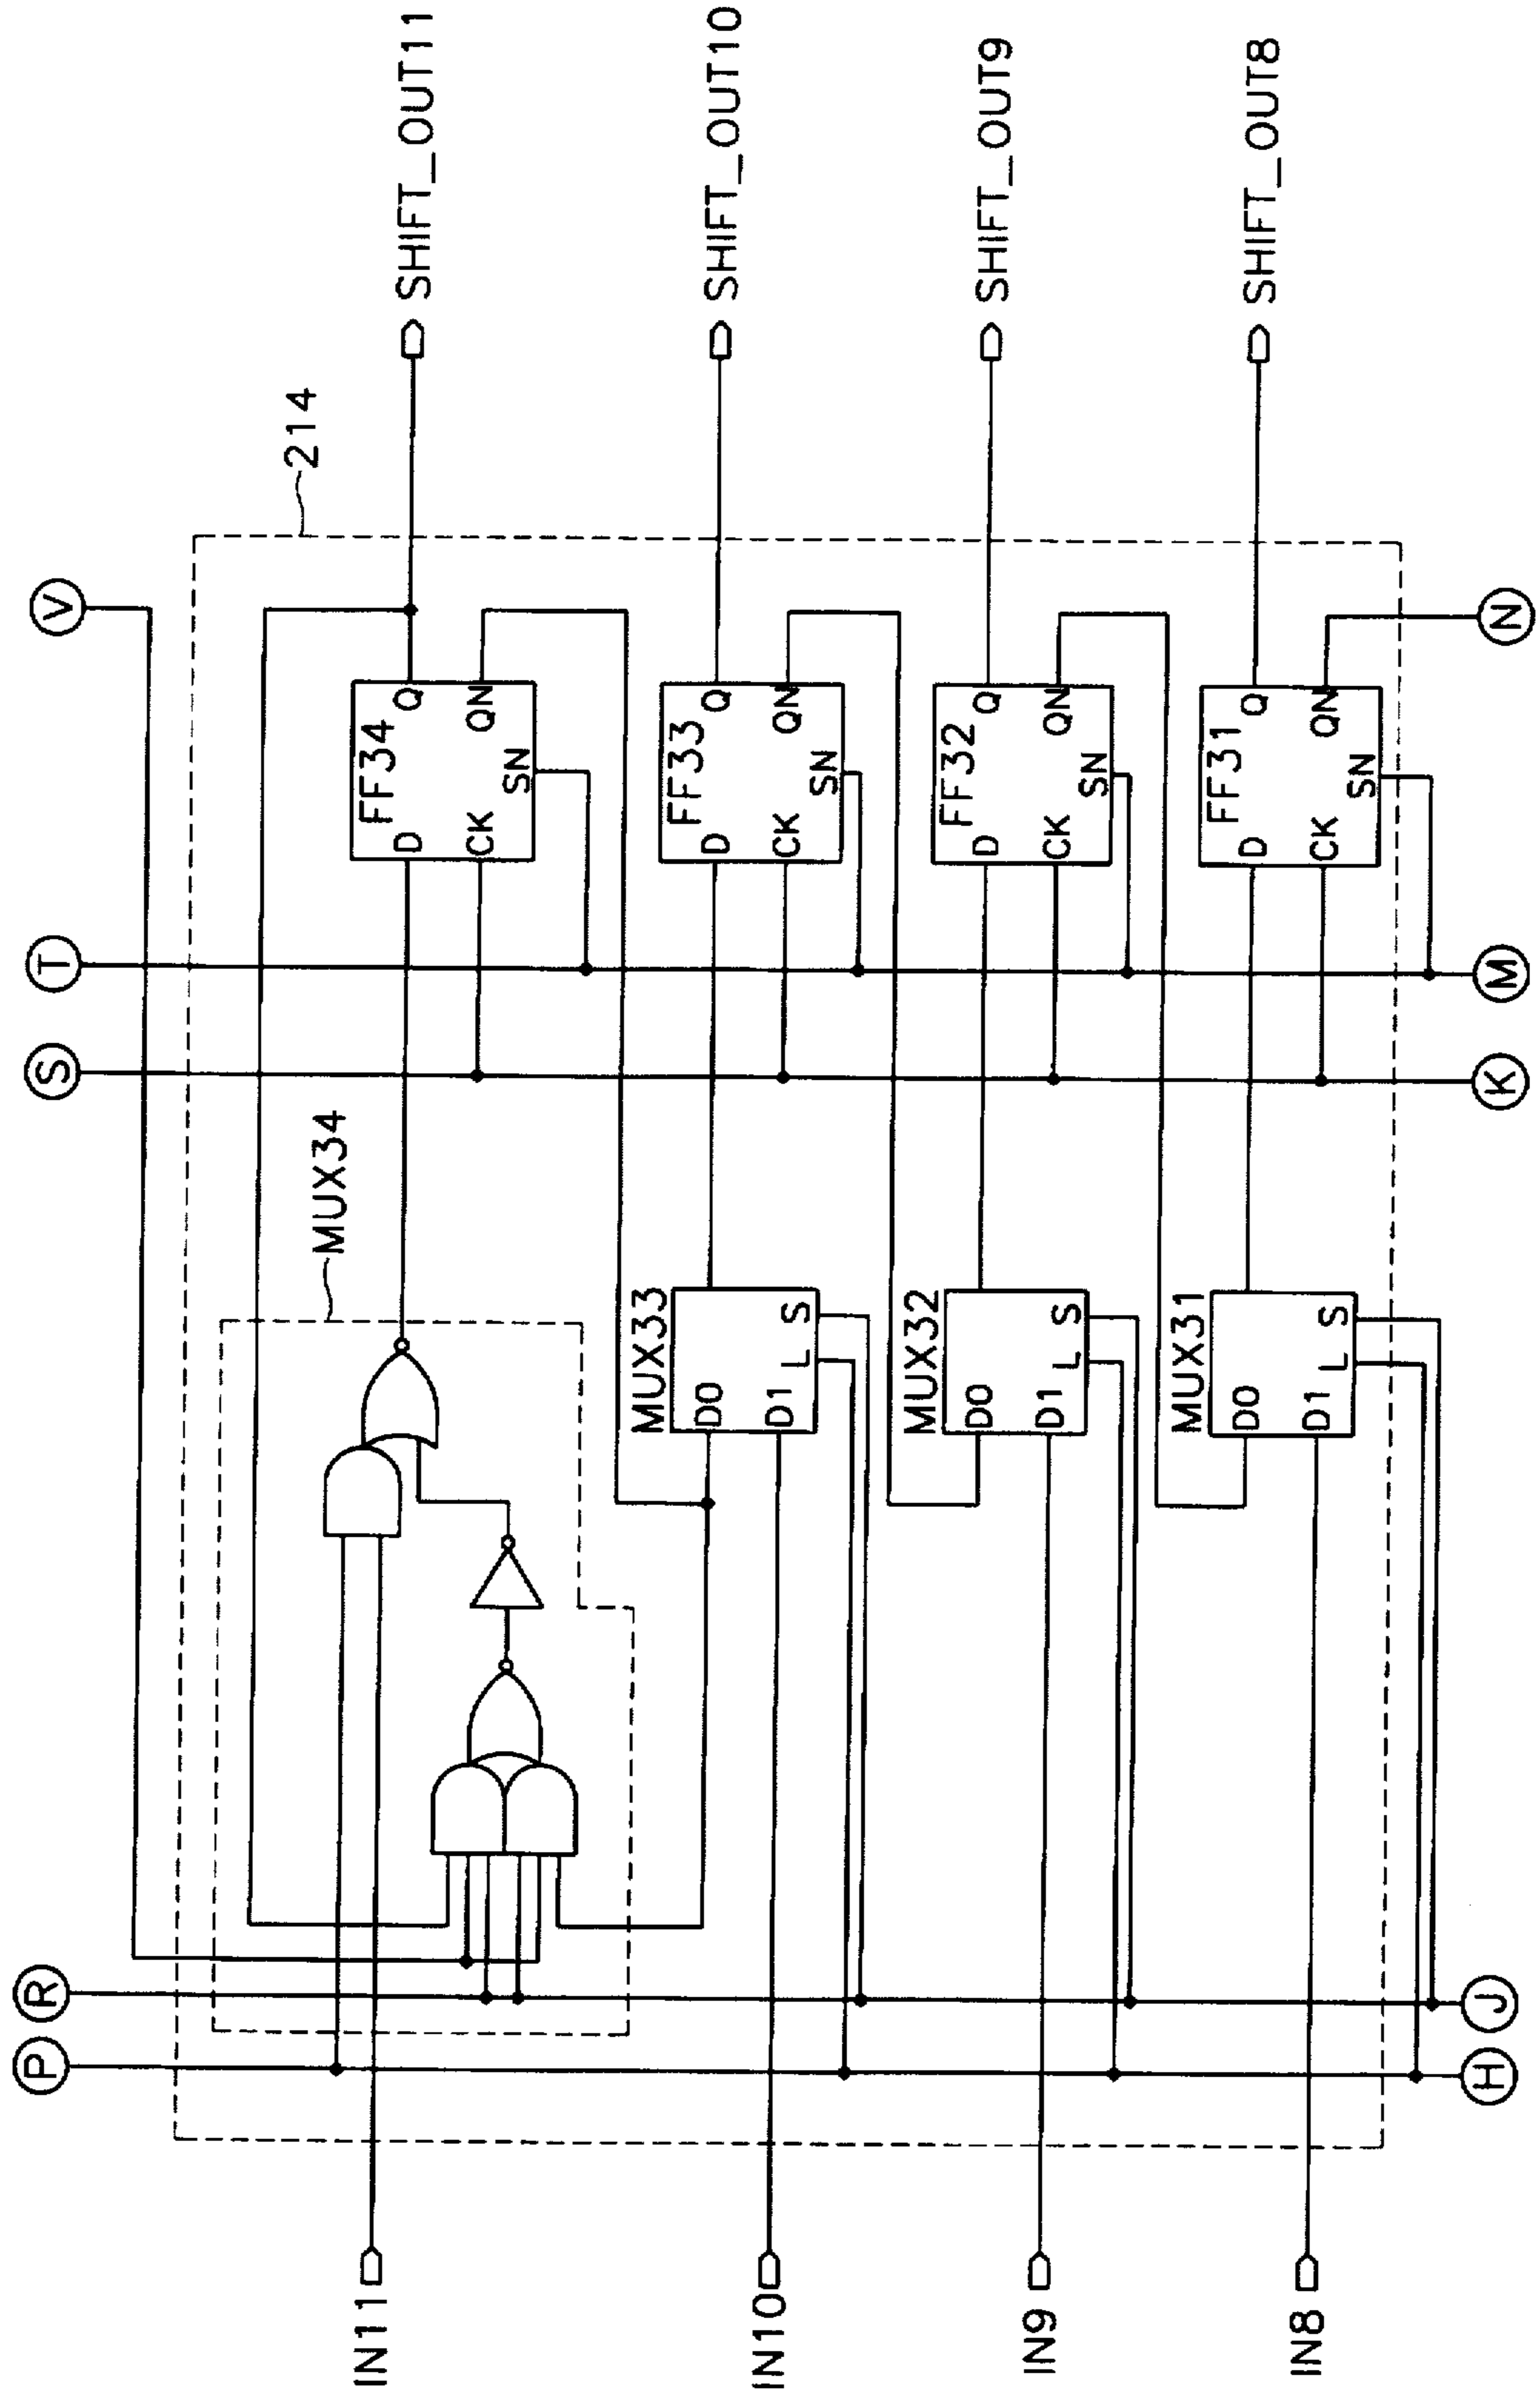 V
T
S
R
P
214
MUX34
IN11
FF34
D
Q
CK
QN
SN
SHIFT_OUT11
MUX33
IN10
D0
D1
L
S
FF33
D
Q
CK
QN
SN
SHIFT_OUT10
MUX32
IN9
D0
D1
L
S
FF32
D
Q
CK
QN
SN
SHIFT_OUT9
MUX31
IN8
D0
D1
L
S
FF31
D
Q
CK
QN
SN
SHIFT_OUT8
H
J
K
M
N